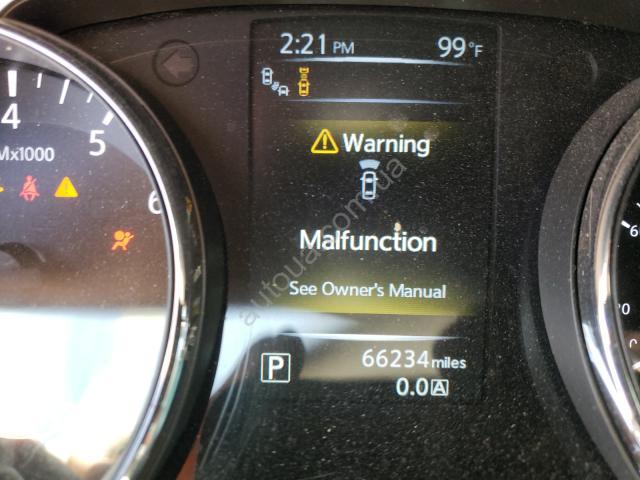 2:21 PM 99°F
Warning
Malfunction
See Owner's Manual
P 66234 miles
0.0 A
4 5 6
Mx1000
autoua.com.ua